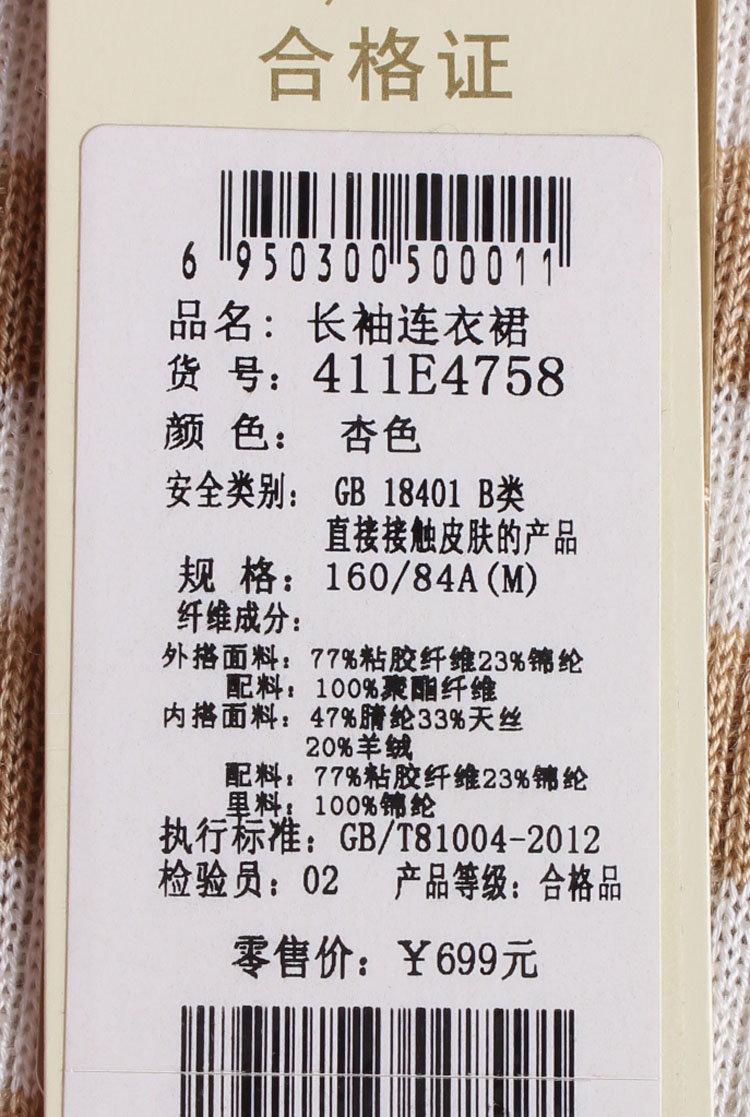 合格证
6 950300 500011
品名：长袖连衣裙
货 号：411E4758
颜 色： 杏色
安全类别： GB 18401 B类
直接接触皮肤的产品
规 格：160/84A(M)
纤维成分：
外搭面料：77%粘胶纤维23%锦纶
配料：100%聚酯纤维
内搭面料：47%腈纶33%天丝
20%羊绒
配料：77%粘胶纤维23%锦纶
里料：100%锦纶
执行标准：GB/T81004-2012
检验员：02 产品等级：合格品
零售价：￥699元